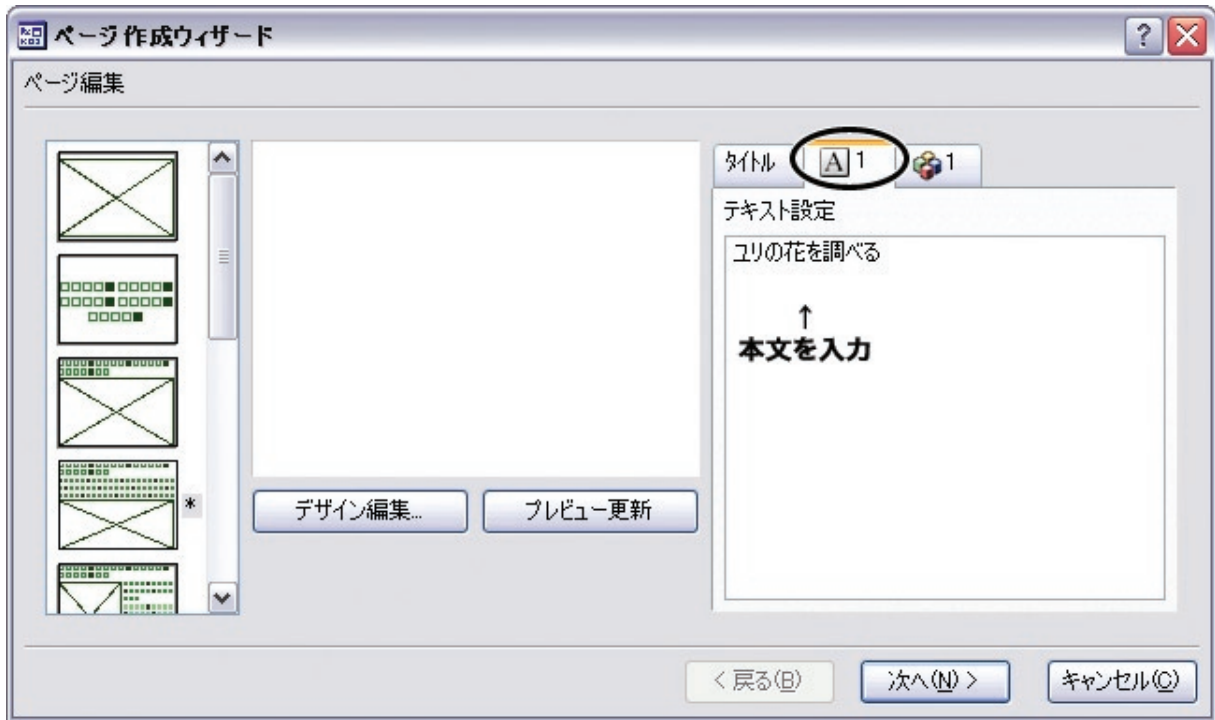 ページ作成ウィザード
ページ編集
タイトル
A 1
1
テキスト設定
ユリの花を調べる
↑
本文を入力
*
デザイン編集...
プレビュー更新
< 戻る(B)
次へ(N) >
キャンセル(C)